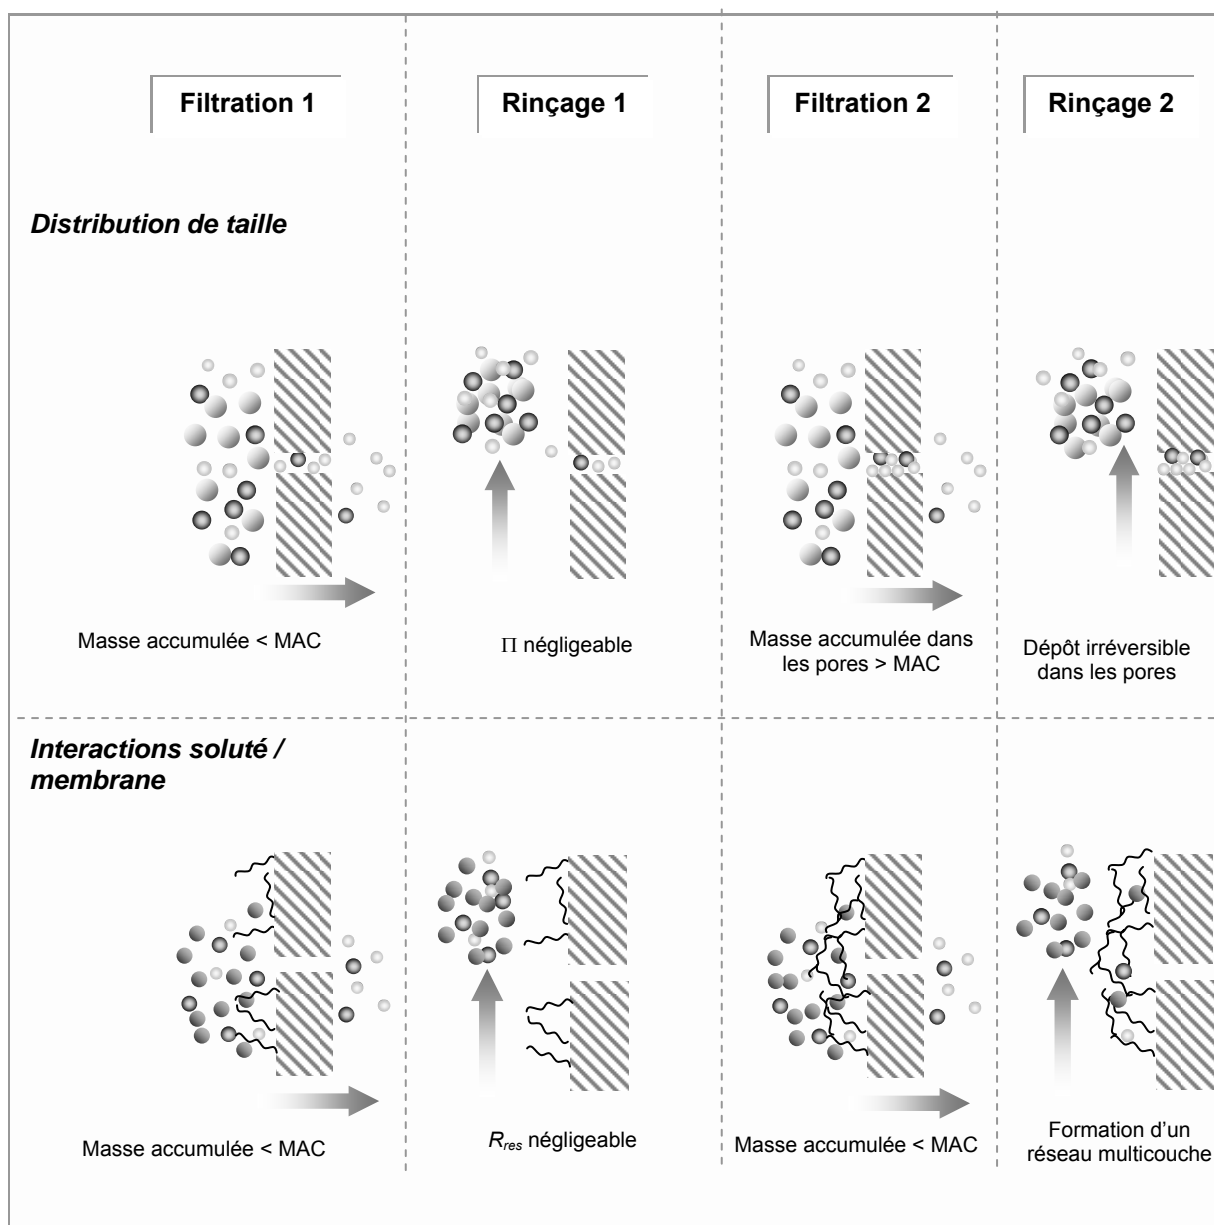 Filtration 1
Rinçage 1
Filtration 2
Rinçage 2
Distribution de taille
Masse accumulée < MAC
Π négligeable
Masse accumulée dans
les pores > MAC
Dépôt irréversible
dans les pores
Interactions soluté /
membrane
Masse accumulée < MAC
Rres négligeable
Masse accumulée < MAC
Formation d'un
réseau multicouche